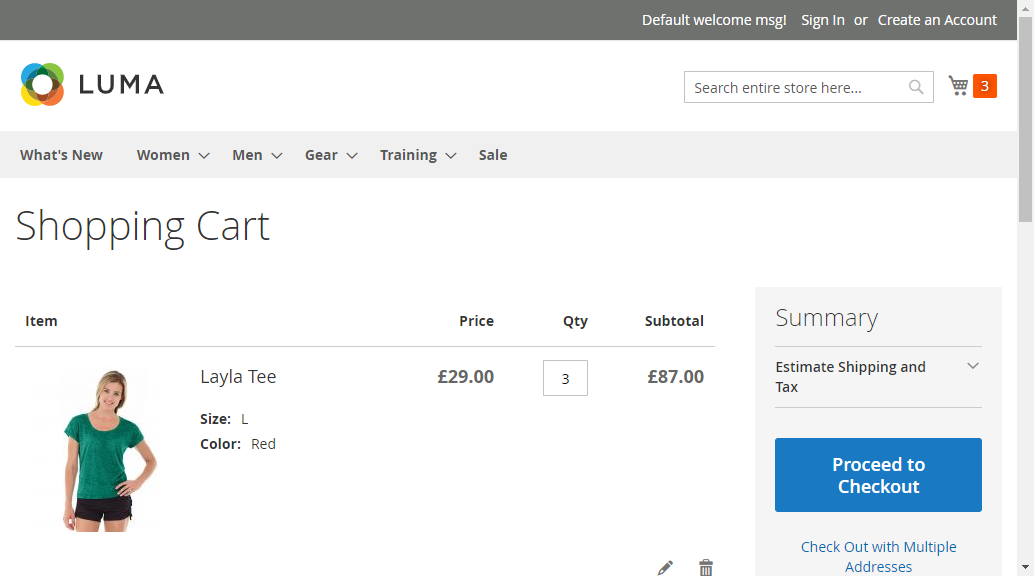 Default welcome msg! Sign In or Create an Account
LUMA
Search entire store here...
3
What's New Women Men Gear Training Sale
Shopping Cart
Item Price Qty Subtotal
Layla Tee £29.00 3 £87.00
Size: L
Color: Red
Summary
Estimate Shipping and
Tax
Proceed to
Checkout
Check Out with Multiple
Addresses